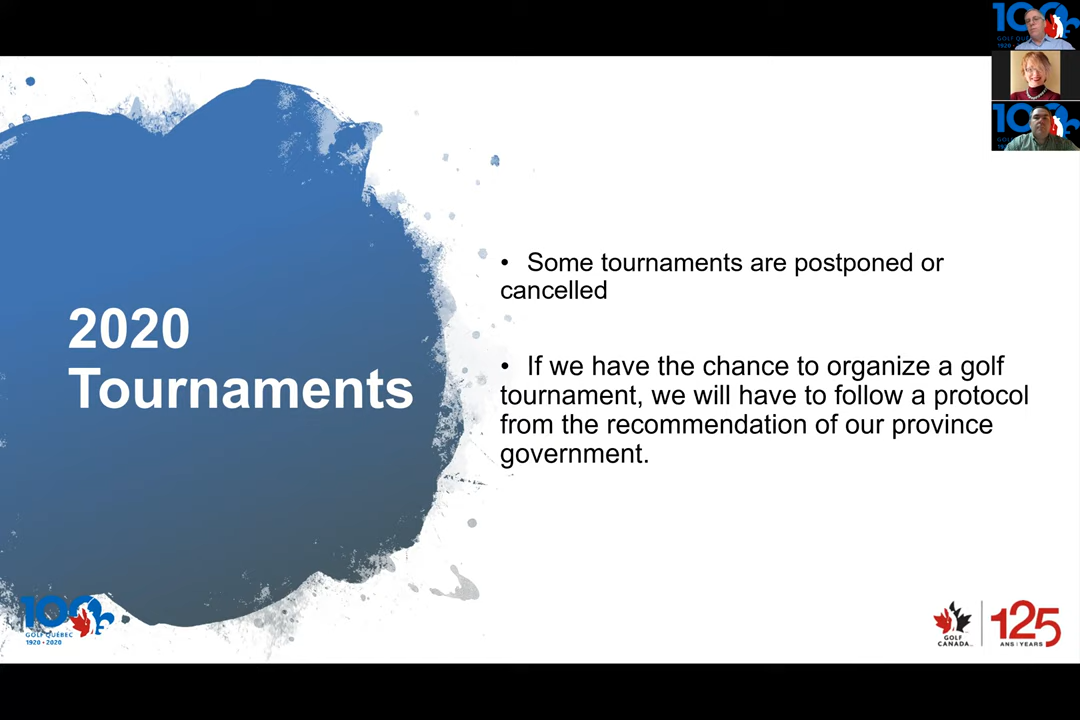 2020
Tournaments
• Some tournaments are postponed or
cancelled
• If we have the chance to organize a golf
tournament, we will have to follow a protocol
from the recommendation of our province
government.
100
GOLF QUÉBEC
1920 • 2020
GOLF
CANADA
125
ANS | YEARS